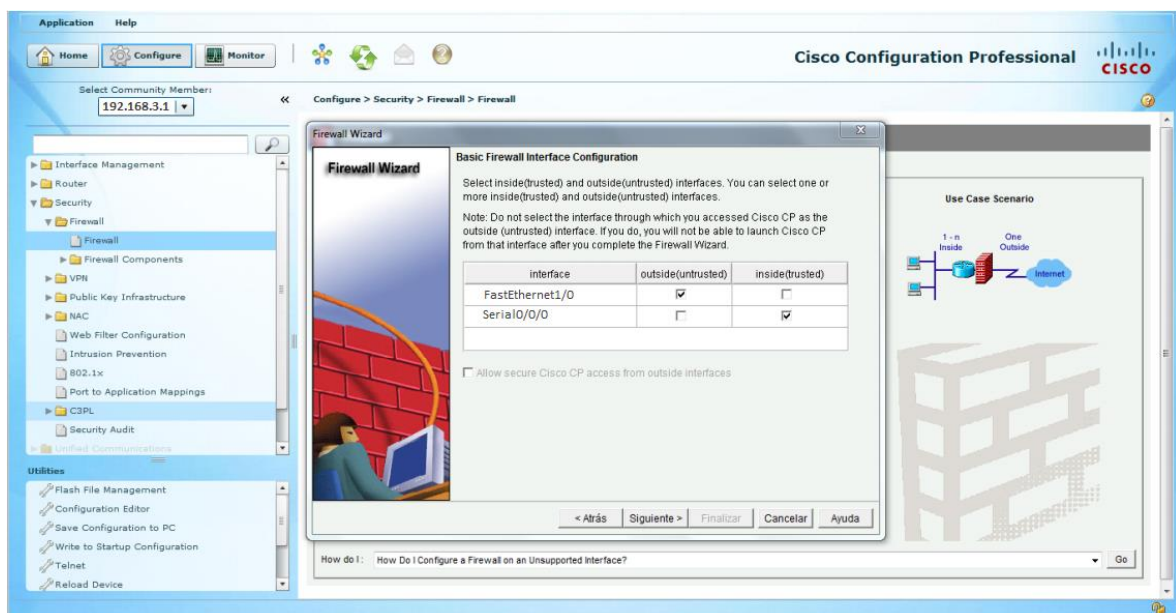 Application Help
Home Configure Monitor
Cisco Configuration Professional
CISCO
Select Community Member:
192.168.3.1
«
Configure > Security > Firewall > Firewall
Interface Management
Router
Security
Firewall
Firewall
Firewall Components
VPN
Public Key Infrastructure
NAC
Web Filter Configuration
Intrusion Prevention
802.1x
Port to Application Mappings
C3PL
Security Audit
Unified Communications
Utilities
Flash File Management
Configuration Editor
Save Configuration to PC
Write to Startup Configuration
Telnet
Reload Device
Firewall Wizard
Firewall Wizard
Basic Firewall Interface Configuration
Select inside(trusted) and outside(untrusted) interfaces. You can select one or
more inside(trusted) and outside(untrusted) interfaces.
Note: Do not select the interface through which you accessed Cisco CP as the
outside (untrusted) interface. If you do, you will not be able to launch Cisco CP
from that interface after you complete the Firewall Wizard.
interface outside(untrusted) inside(trusted)
FastEthernet1/0
Serial0/0/0
Allow secure Cisco CP access from outside interfaces
< Atrás Siguiente > Finalizar Cancelar Ayuda
Use Case Scenario
1 - n
Inside
One
Outside
Internet
How do I: How Do I Configure a Firewall on an Unsupported Interface? Go